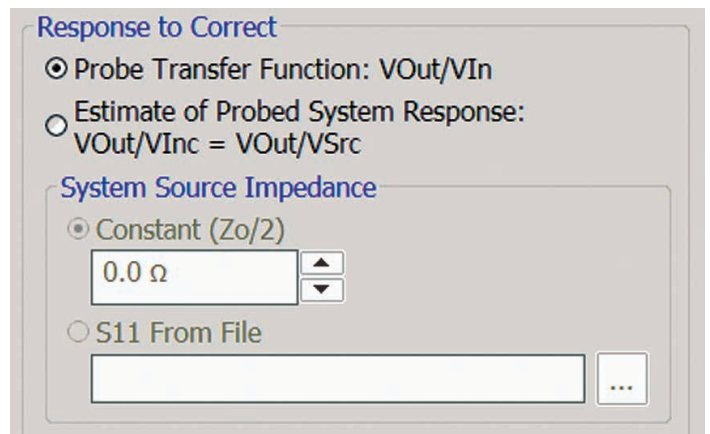 Response to Correct
Probe Transfer Function: VOut/VIn
Estimate of Probed System Response:
VOut/VInc = VOut/VSrc
System Source Impedance
Constant (Zo/2)
0.0 Ω
S11 From File
...